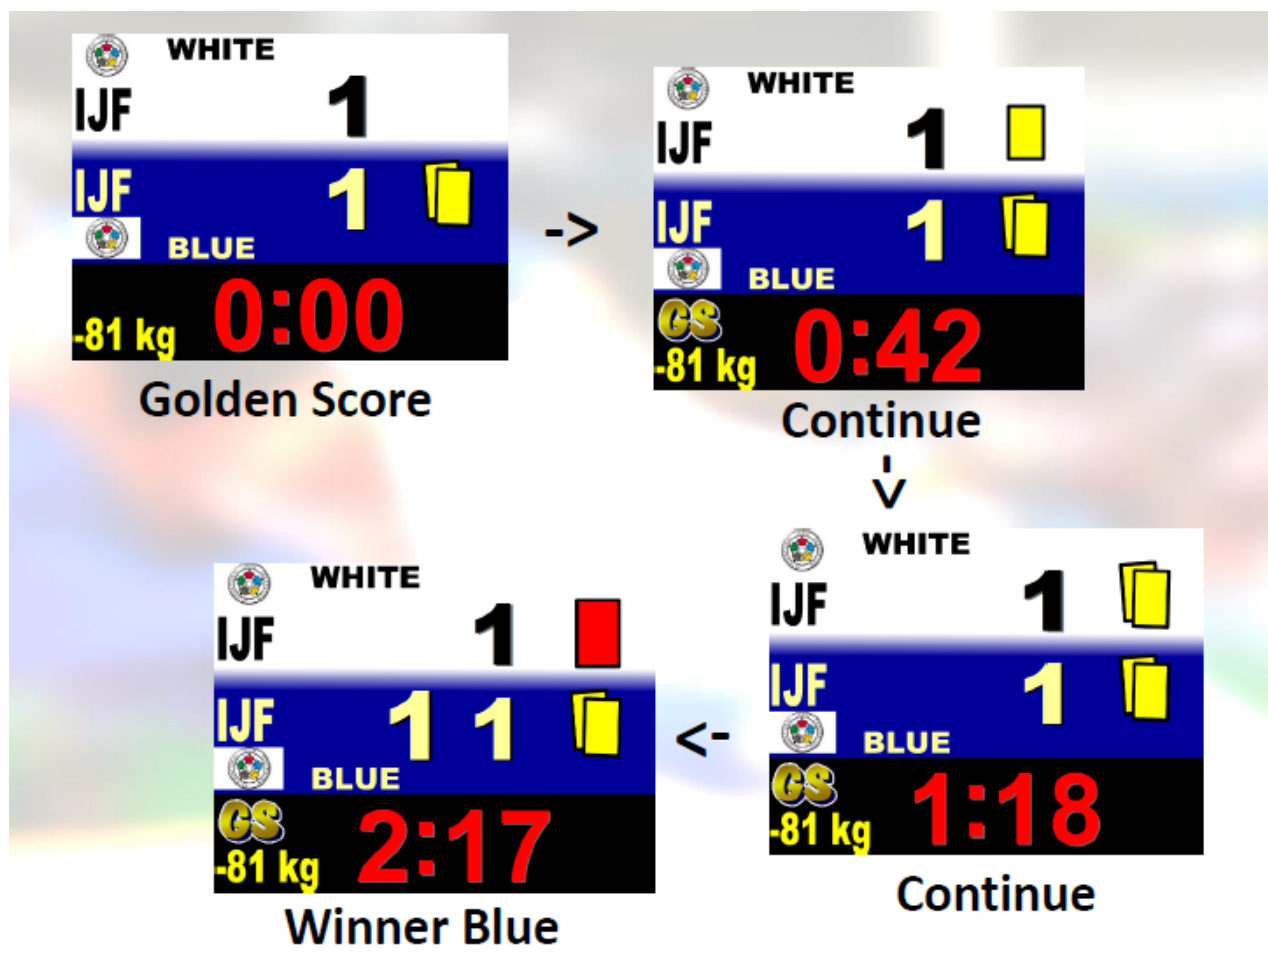 WHITE
IJF 1
IJF 1
BLUE
-81 kg 0:00
Golden Score
->
WHITE
IJF 1
IJF 1
BLUE
GS
-81 kg 0:42
Continue
->
WHITE
IJF 1
IJF 1
BLUE
GS
-81 kg 1:18
Continue
<-
WHITE
IJF 1
IJF 1 1
BLUE
GS
-81 kg 2:17
Winner Blue